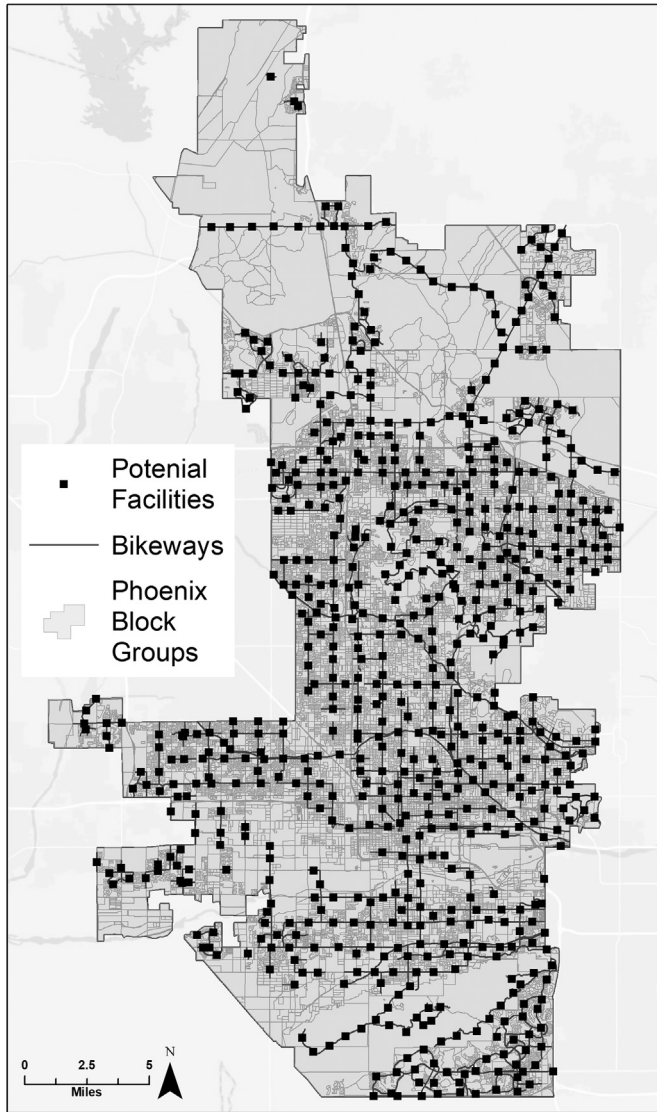 Potenial
Facilities
Bikeways
Phoenix
Block
Groups
N
0 2.5 5
Miles